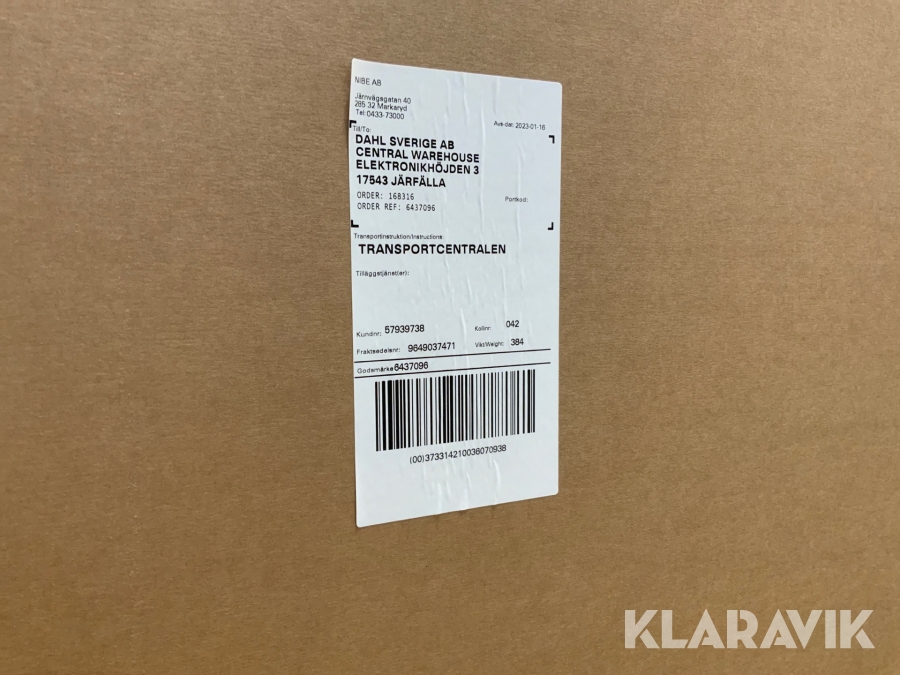 NIBE AB
Järnvägsgatan 40
285 32 Markaryd
Tel: 0433-73000
Avs-dat: 2023-01-16
Till/To:
DAHL SVERIGE AB
CENTRAL WAREHOUSE
ELEKTRONIKHÖJDEN 3
17543 JÄRFÄLLA
ORDER: 168316
Portkod:
ORDER REF: 6437096
Transportinstruktion/Instructions:
TRANSPORTCENTRALEN
Tilläggstjänst(er):
Kundnr: 57939738 Kollinr: 042
Fraktsedelsnr: 9649037471 Vikt/Weight: 384
Godsmärke 6437096
(00)373314210036070938
KLARAVIK